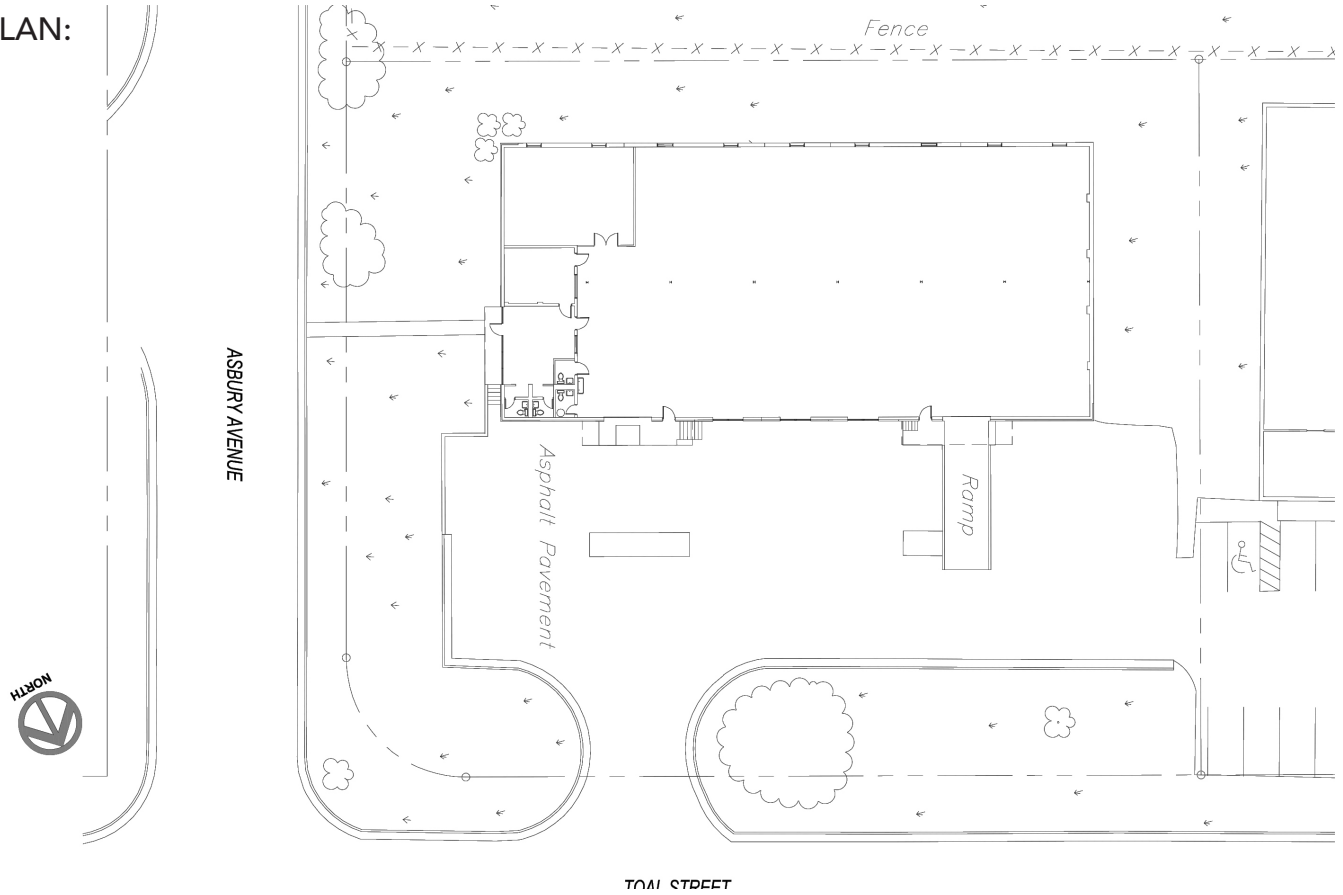 LAN:
Fence
ASBURY AVENUE
Asphalt Pavement
Ramp
NORTH
TOAL STREET